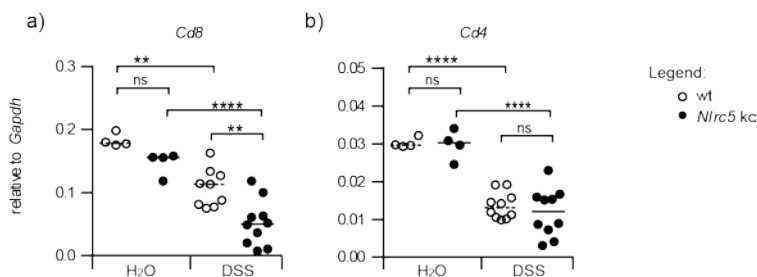 a)
Cd8
relative to Gapdh
0.3
0.2
0.1
0.0
**
ns
****
**
H2O
DSS
b)
Cd4
0.05
0.04
0.03
0.02
0.01
0.00
****
ns
****
ns
H2O
DSS
Legend:
wt
Nlrc5 ko